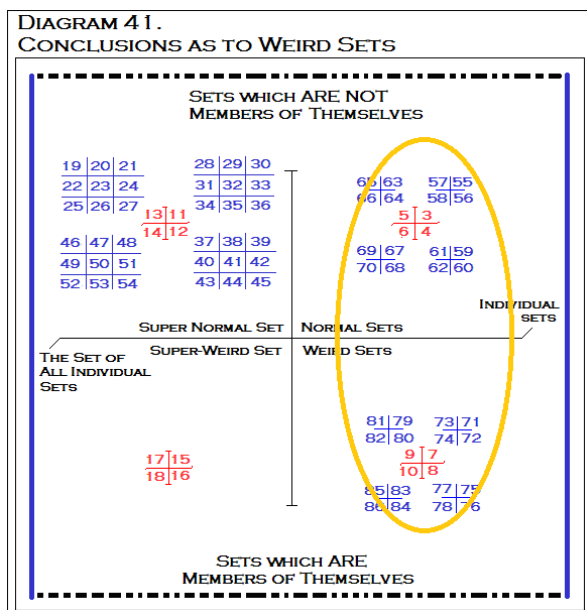 DIAGRAM 41.
CONCLUSIONS AS TO WEIRD SETS
SETS WHICH ARE NOT
MEMBERS OF THEMSELVES
19 20 21
22 23 24
25 26 27
28 29 30
31 32 33
34 35 36
13 11
14 12
46 47 48
49 50 51
52 53 54
37 38 39
40 41 42
43 44 45
65 63
66 64
57 55
58 56
5 3
6 4
69 67
70 68
61 59
62 60
SUPER NORMAL SET
NORMAL SETS
INDIVIDUAL
SETS
SUPER-WEIRD SET
WEIRD SETS
THE SET OF
ALL INDIVIDUAL
SETS
17 15
18 16
81 79
82 80
73 71
74 72
9 7
10 8
85 83
86 84
77 75
78 76
SETS WHICH ARE
MEMBERS OF THEMSELVES